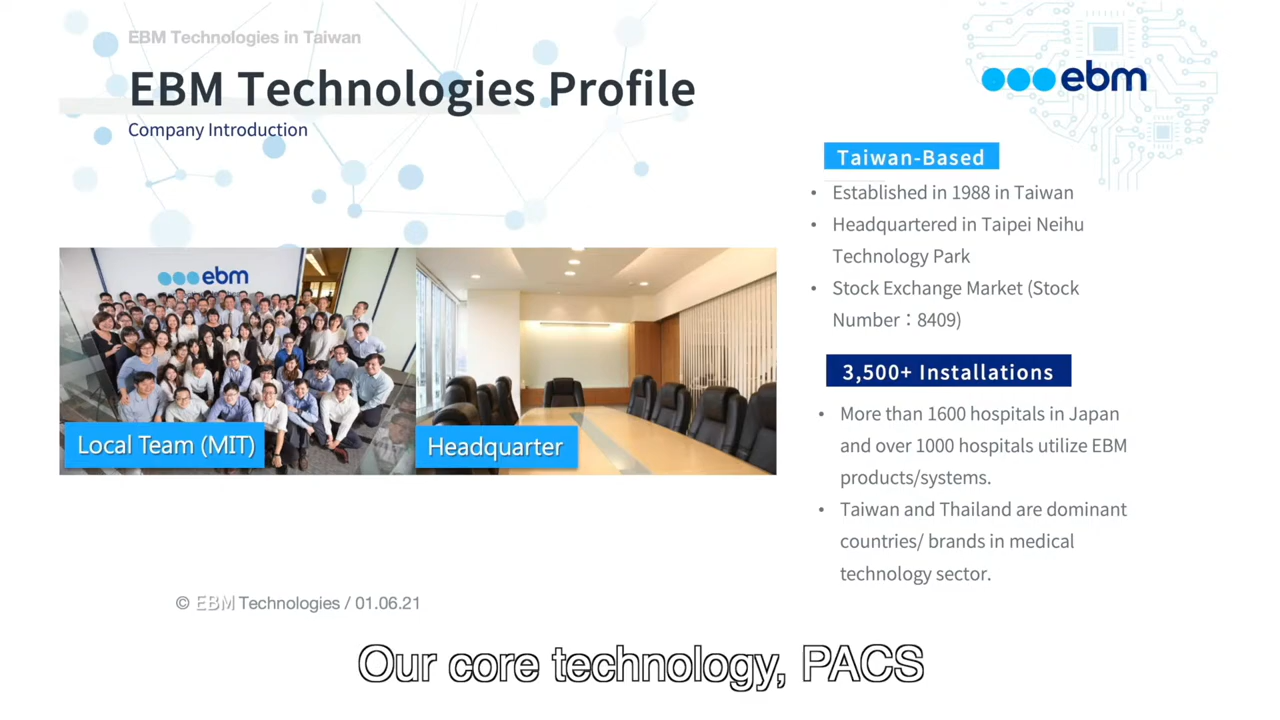 EBM Technologies in Taiwan
EBM Technologies Profile
Company Introduction
ebm
Taiwan-Based
• Established in 1988 in Taiwan
• Headquartered in Taipei Neihu
Technology Park
• Stock Exchange Market (Stock
Number：8409)
ebm
Local Team (MIT)
Headquarter
3,500+ Installations
• More than 1600 hospitals in Japan
and over 1000 hospitals utilize EBM
products/systems.
• Taiwan and Thailand are dominant
countries/ brands in medical
technology sector.
© EBM Technologies / 01.06.21
Our core technology, PACS